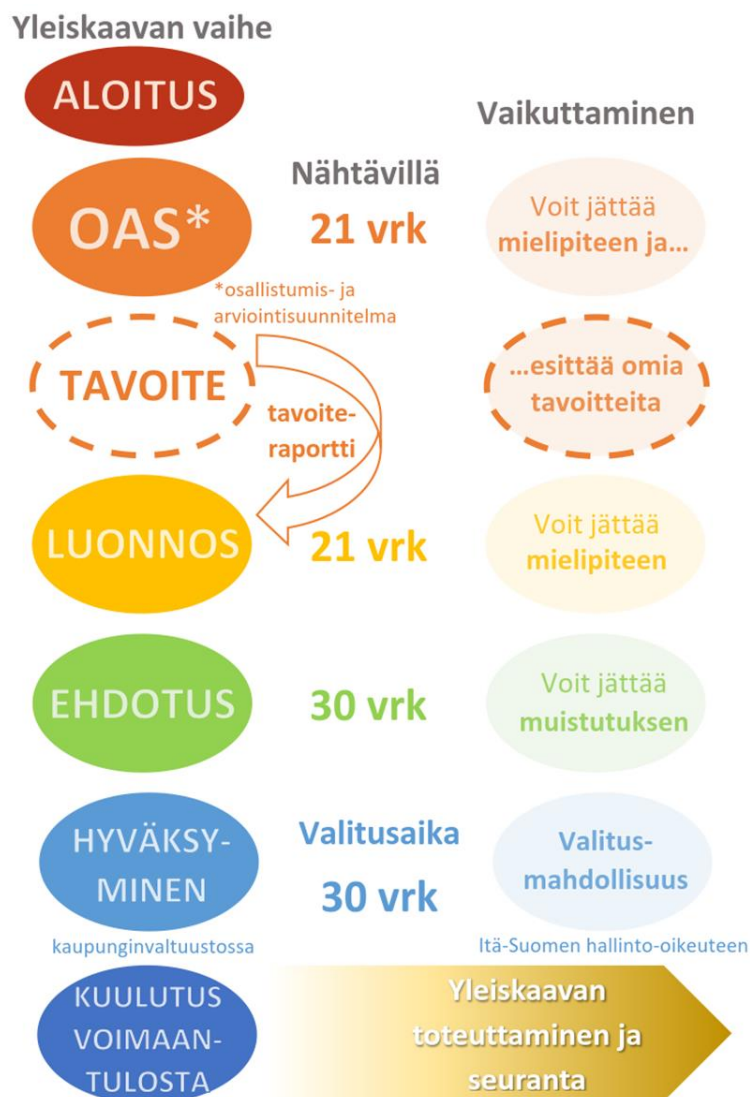 Yleiskaavan vaihe
ALOITUS
Vaikuttaminen
Nähtävillä
OAS*
21 vrk
Voit jättää
mielipiteen ja...
*osallistumis- ja
arviointisuunnitelma
TAVOITE
...esittää omia
tavoitteita
tavoite-
raportti
LUONNOS
21 vrk
Voit jättää
mielipiteen
EHDOTUS
30 vrk
Voit jättää
muistutuksen
HYVÄKSY-
MINEN
Valitusaika
30 vrk
Valitus-
mahdollisuus
kaupunginvaltuustossa
Itä-Suomen hallinto-oikeuteen
KUULUTUS
VOIMAAN-
TULOSTA
Yleiskaavan
toteuttaminen ja
seuranta